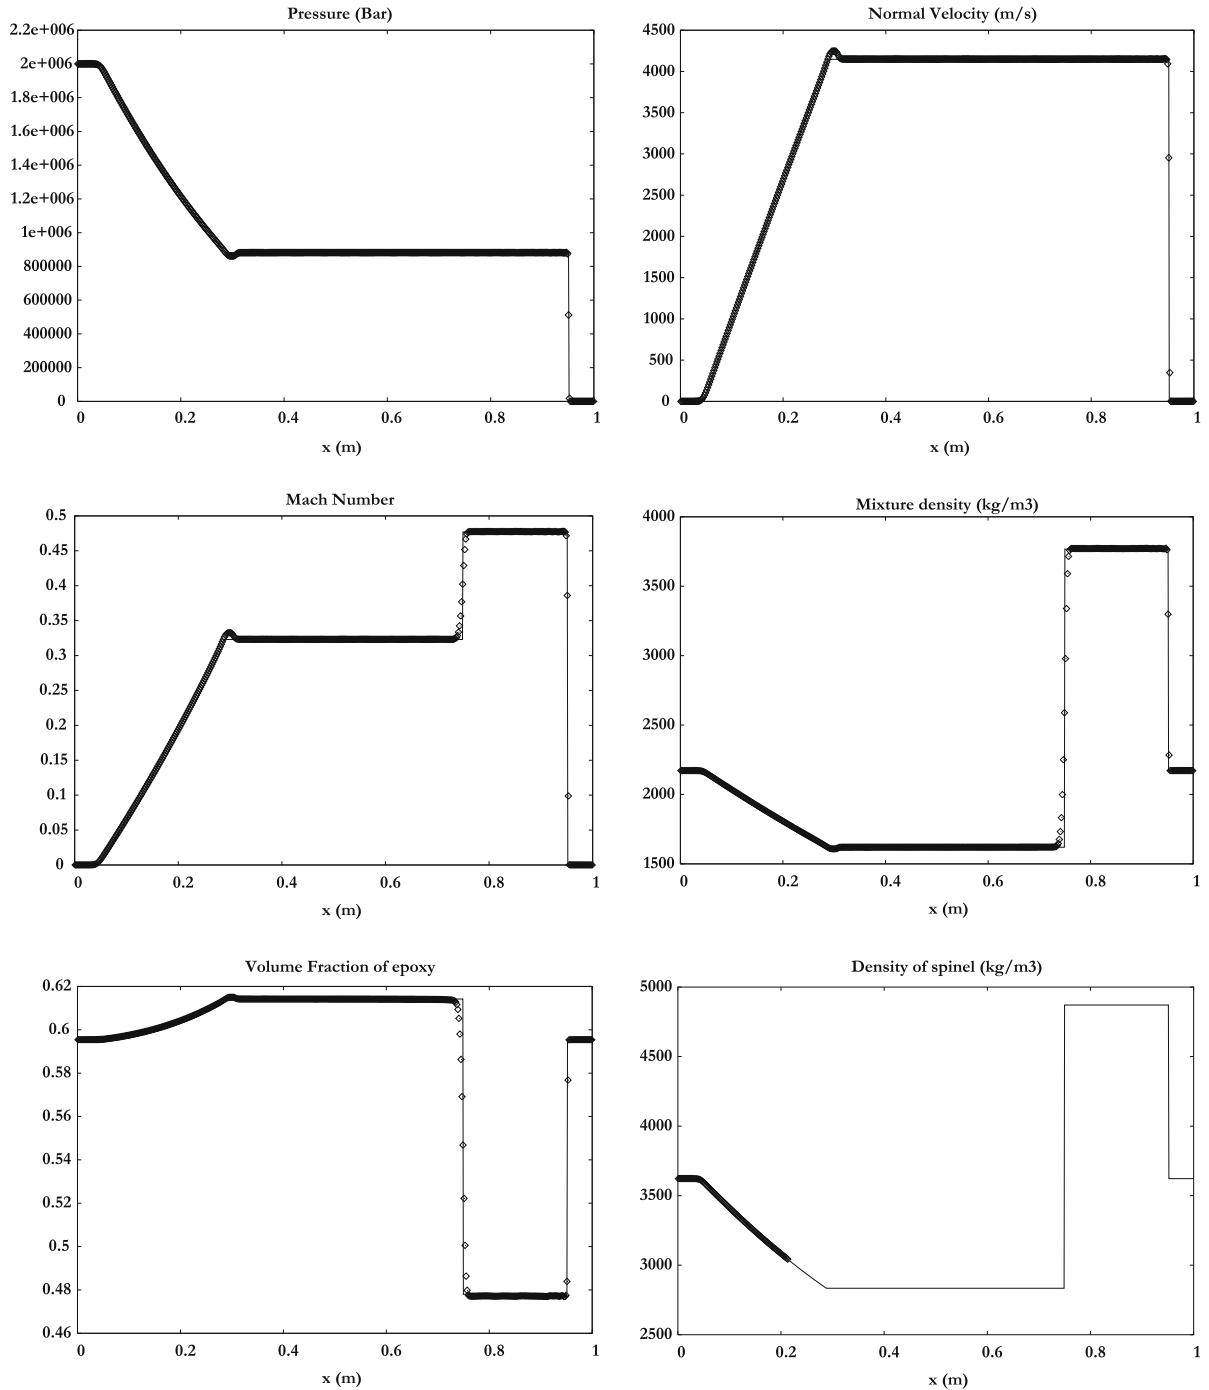 Pressure (Bar)
2.2e+006
2e+006
1.8e+006
1.6e+006
1.4e+006
1.2e+006
1e+006
800000
600000
400000
200000
0
0 0.2 0.4 0.6 0.8 1
x (m)
Normal Velocity (m/s)
4500
4000
3500
3000
2500
2000
1500
1000
500
0
0 0.2 0.4 0.6 0.8 1
x (m)
Mach Number
0.5
0.45
0.4
0.35
0.3
0.25
0.2
0.15
0.1
0.05
0
0 0.2 0.4 0.6 0.8 1
x (m)
Mixture density (kg/m3)
4000
3500
3000
2500
2000
1500
0 0.2 0.4 0.6 0.8 1
x (m)
Volume Fraction of epoxy
0.62
0.6
0.58
0.56
0.54
0.52
0.5
0.48
0.46
0 0.2 0.4 0.6 0.8 1
x (m)
Density of spinel (kg/m3)
5000
4500
4000
3500
3000
2500
0 0.2 0.4 0.6 0.8 1
x (m)